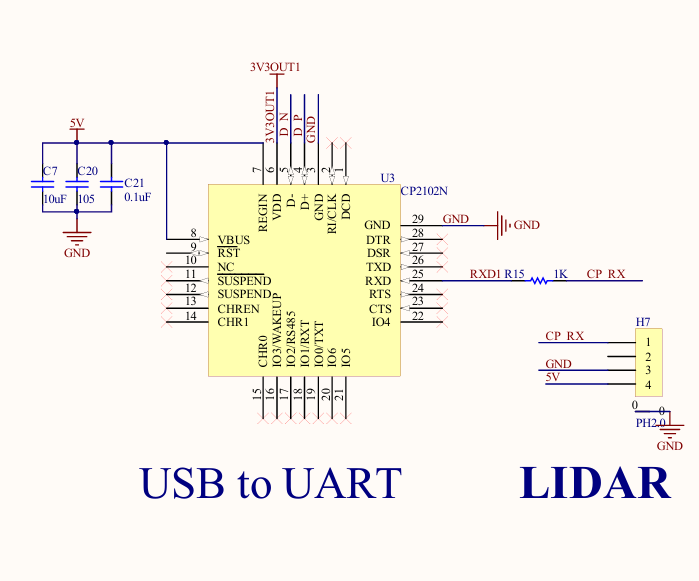 3V3OUT1
5V
3V3OUT1
D_N
D_P
GND
C7
10uF
C20
105
C21
0.1uF
GND
U3
CP2102N
7
6
5
4
3
2
1
REGIN
VDD
D-
D+
GND
RI/CLK
DCD
8 VBUS
9 RST
10 NC
11 SUSPEND
12 SUSPEND
13 CHREN
14 CHR1
GND 29 GND GND
DTR 28
DSR 27
TXD 26
RXD 25 RXD1 R15 1K CP_RX
RTS 24
CTS 23
IO4 22
CHR0
IO3/WAKEUP
IO2/RS485
IO1/RXT
IO0/TXT
IO6
IO5
15
16
17
18
19
20
21
H7
CP_RX 1
2
GND 3
5V 4
0 0
PH2.0
GND
USB to UART
LIDAR